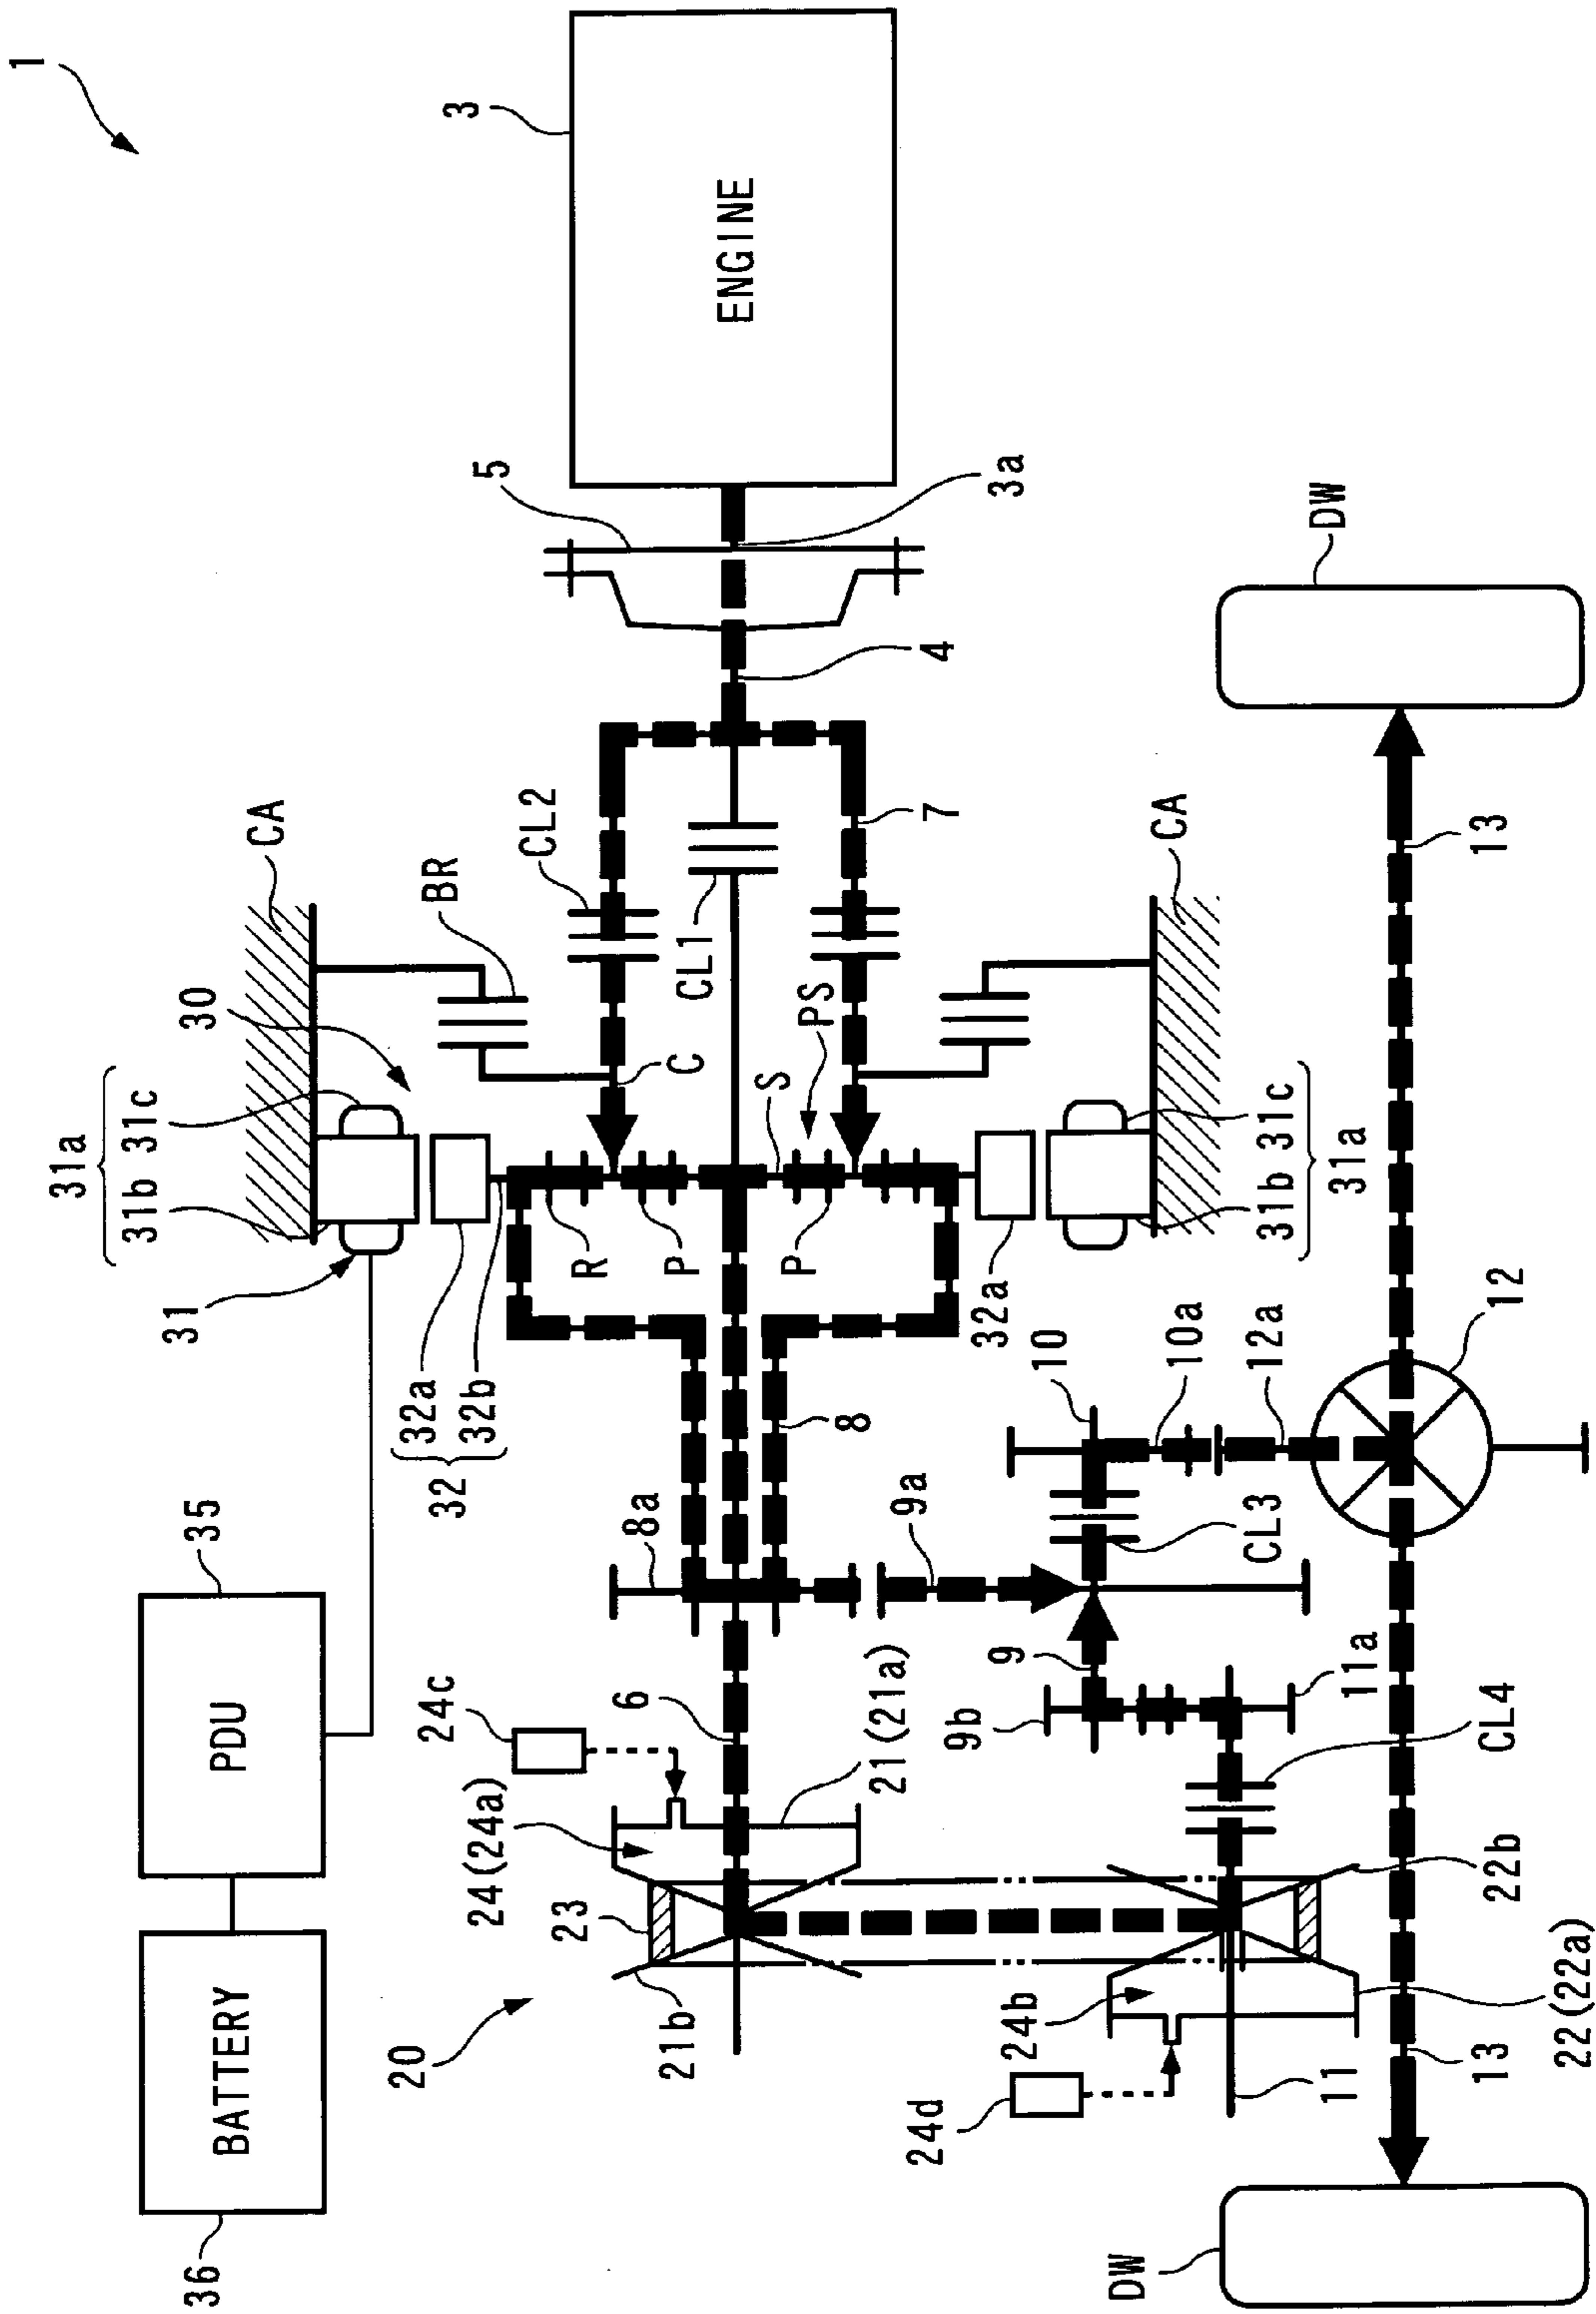 1
3
ENGINE
5
3a
4
DW
CA
CL2
BR
CL1
7
CA
13
30
31a
31b 31c
31
C
PS
S
R
P
P
32a
31b 31c
31a
32a
32b
32
8
10
10a
12a
12
8a
9a
CL3
35
PDU
24c
6
21(21a)
24(24a)
9
9b
11a
CL4
23
22b
BATTERY
36
20
21b
24b
24d
11
13
22(22a)
DW